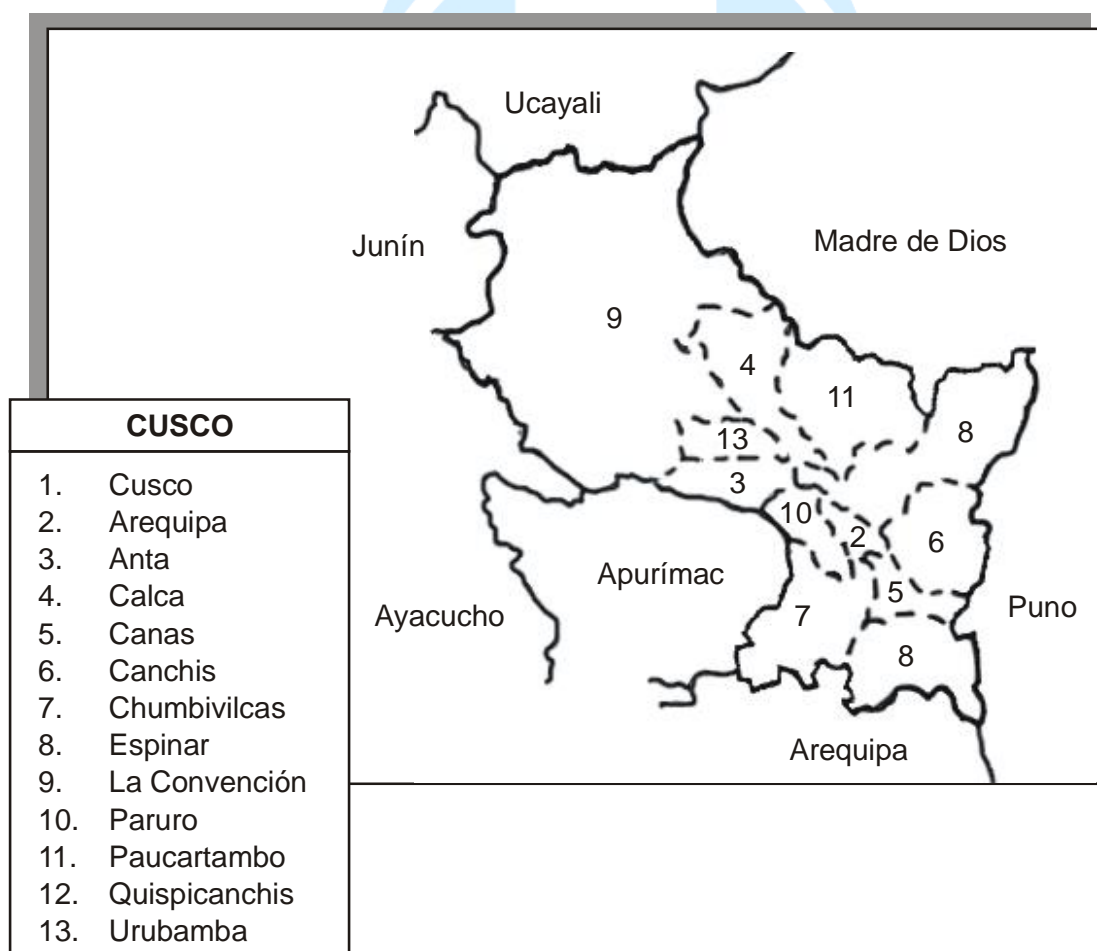 Ucayali
Junín
Madre de Dios
9
4
11
8
13
3
10
2
6
Apurímac
5
Puno
Ayacucho
7
8
Arequipa
CUSCO
1. Cusco
2. Arequipa
3. Anta
4. Calca
5. Canas
6. Canchis
7. Chumbivilcas
8. Espinar
9. La Convención
10. Paruro
11. Paucartambo
12. Quispicanchis
13. Urubamba